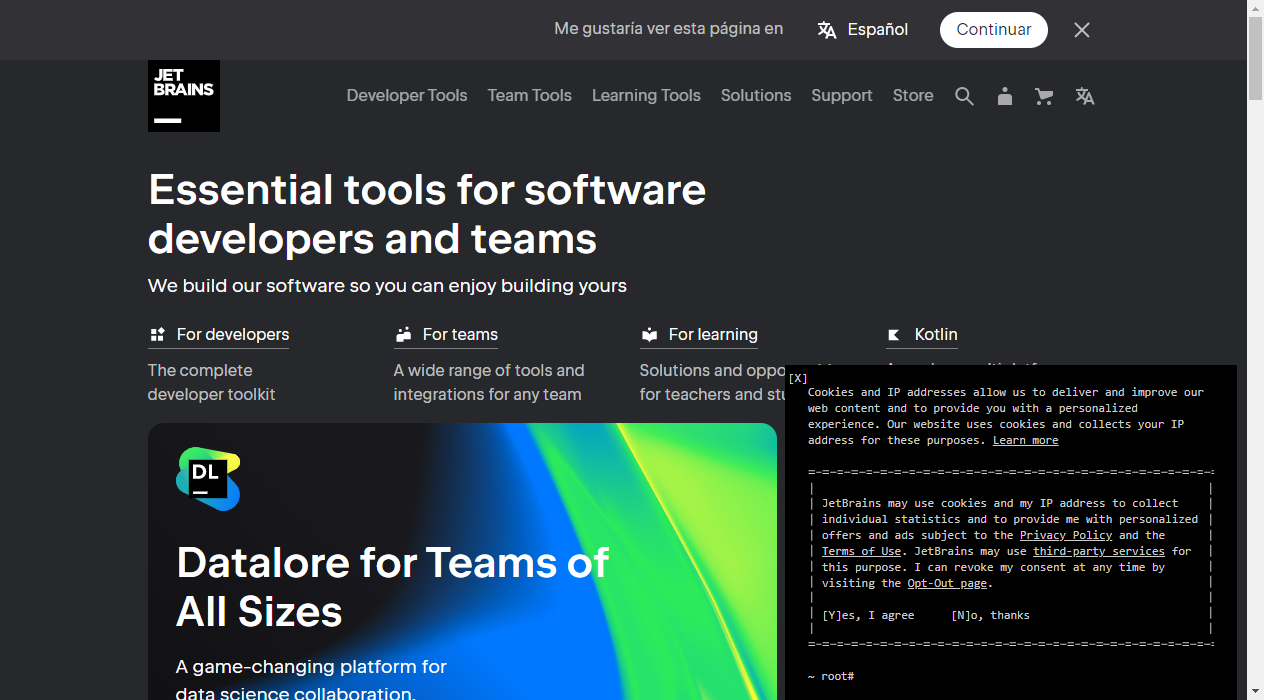 Me gustaría ver esta página en
Español
Continuar
JET
BRAINS
Developer Tools
Team Tools
Learning Tools
Solutions
Support
Store
Essential tools for software
developers and teams
We build our software so you can enjoy building yours
For developers
The complete
developer toolkit
For teams
A wide range of tools and
integrations for any team
For learning
Solutions and
for teachers and
Kotlin
DL
Datalore for Teams of
All Sizes
A game-changing platform for
data science collaboration.
[X]
Cookies and IP addresses allow us to deliver and improve our
web content and to provide you with a personalized
experience. Our website uses cookies and collects your IP
address for these purposes. Learn more
JetBrains may use cookies and my IP address to collect
individual statistics and to provide me with personalized
offers and ads subject to the Privacy Policy and the
Terms of Use. JetBrains may use third-party services for
this purpose. I can revoke my consent at any time by
visiting the Opt-Out page.
[Y]es, I agree
[N]o, thanks
~ root#